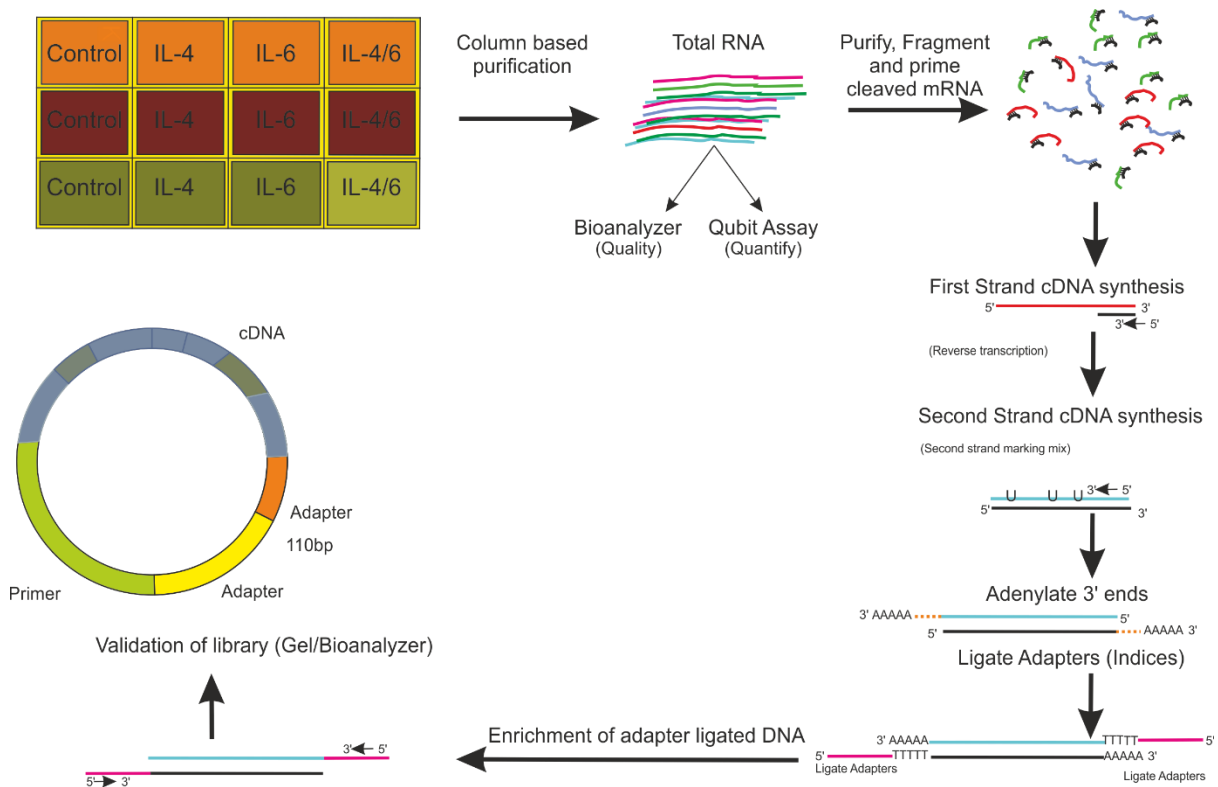 Control IL-4 IL-6 IL-4/6
Control IL-4 IL-6 IL-4/6
Control IL-4 IL-6 IL-4/6
Column based
purification
Total RNA
Purify, Fragment
and prime
cleaved mRNA
Bioanalyzer
(Quality)
Qubit Assay
(Quantify)
First Strand cDNA synthesis
5' 3'
3' 5'
(Reverse transcription)
Second Strand cDNA synthesis
(Second strand marking mix)
U U U 3' 5'
5' 3'
Adenylate 3' ends
3' AAAAA 5'
5' AAAAA 3'
Ligate Adapters (Indices)
3' AAAAA TTTTT 5'
5' TTTTT AAAAA 3'
Ligate Adapters
Ligate Adapters
Enrichment of adapter ligated DNA
3' 5'
5' 3'
Validation of library (Gel/Bioanalyzer)
cDNA
Adapter
110bp
Adapter
Primer